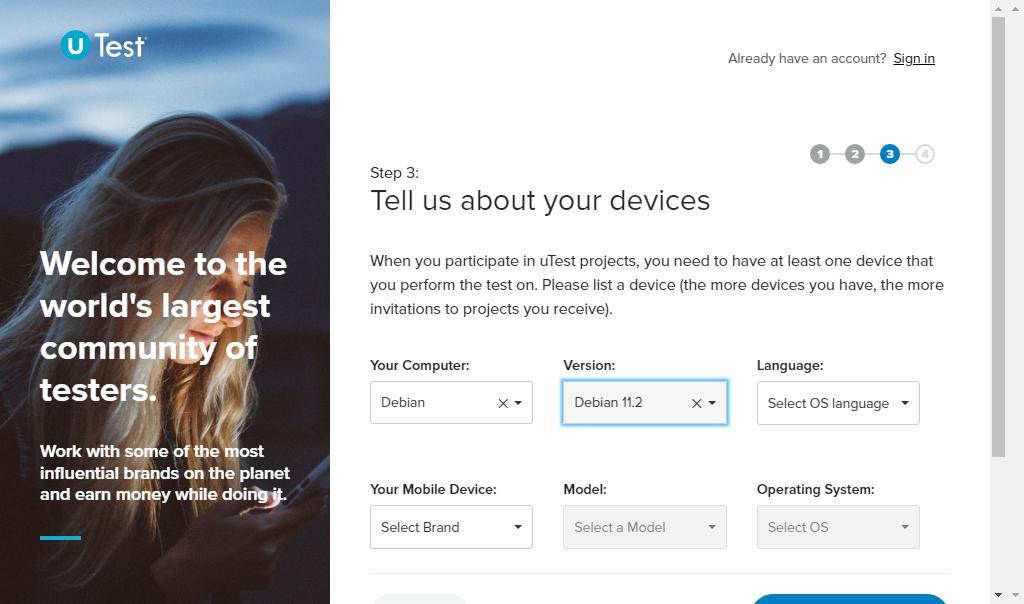 U Test
Already have an account? Sign in
1 2 3 4
Step 3:
Tell us about your devices
Welcome to the
world's largest
community of
testers.
Work with some of the most
influential brands on the planet
and earn money while doing it.
When you participate in uTest projects, you need to have at least one device that
you perform the test on. Please list a device (the more devices you have, the more
invitations to projects you receive).
Your Computer: Version: Language:
Debian Debian 11.2 Select OS language
Your Mobile Device: Model: Operating System:
Select Brand Select a Model Select OS